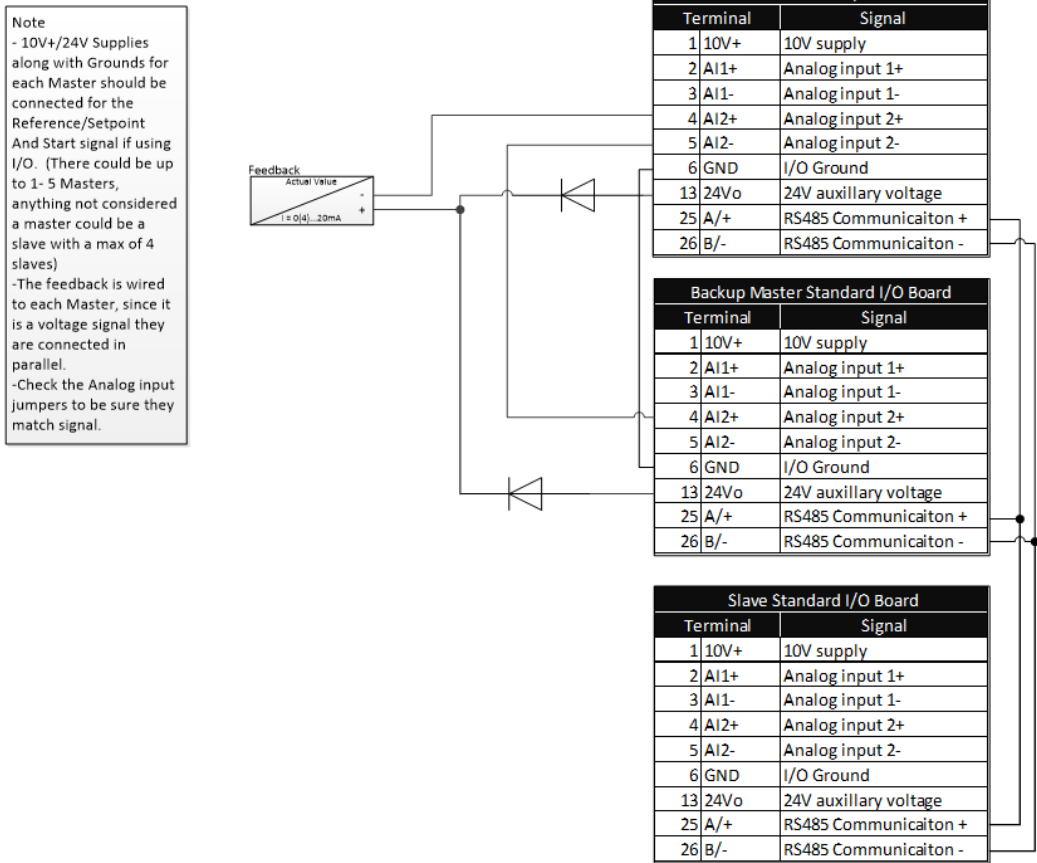 Note
- 10V+/24V Supplies
along with Grounds for
each Master should be
connected for the
Reference/Setpoint
And Start signal if using
I/O. (There could be up
to 1- 5 Masters,
anything not considered
a master could be a
slave with a max of 4
slaves)
-The feedback is wired
to each Master, since it
is a voltage signal they
are connected in
parallel.
-Check the Analog input
jumpers to be sure they
match signal.
Feedback
Actual Value
-
+
I = 0(4)...20mA
Terminal Signal
1 10V+ 10V supply
2 AI1+ Analog input 1+
3 AI1- Analog input 1-
4 AI2+ Analog input 2+
5 AI2- Analog input 2-
6 GND I/O Ground
13 24Vo 24V auxillary voltage
25 A/+ RS485 Communicaiton +
26 B/- RS485 Communicaiton -
Backup Master Standard I/O Board
Terminal Signal
1 10V+ 10V supply
2 AI1+ Analog input 1+
3 AI1- Analog input 1-
4 AI2+ Analog input 2+
5 AI2- Analog input 2-
6 GND I/O Ground
13 24Vo 24V auxillary voltage
25 A/+ RS485 Communicaiton +
26 B/- RS485 Communicaiton -
Slave Standard I/O Board
Terminal Signal
1 10V+ 10V supply
2 AI1+ Analog input 1+
3 AI1- Analog input 1-
4 AI2+ Analog input 2+
5 AI2- Analog input 2-
6 GND I/O Ground
13 24Vo 24V auxillary voltage
25 A/+ RS485 Communicaiton +
26 B/- RS485 Communicaiton -